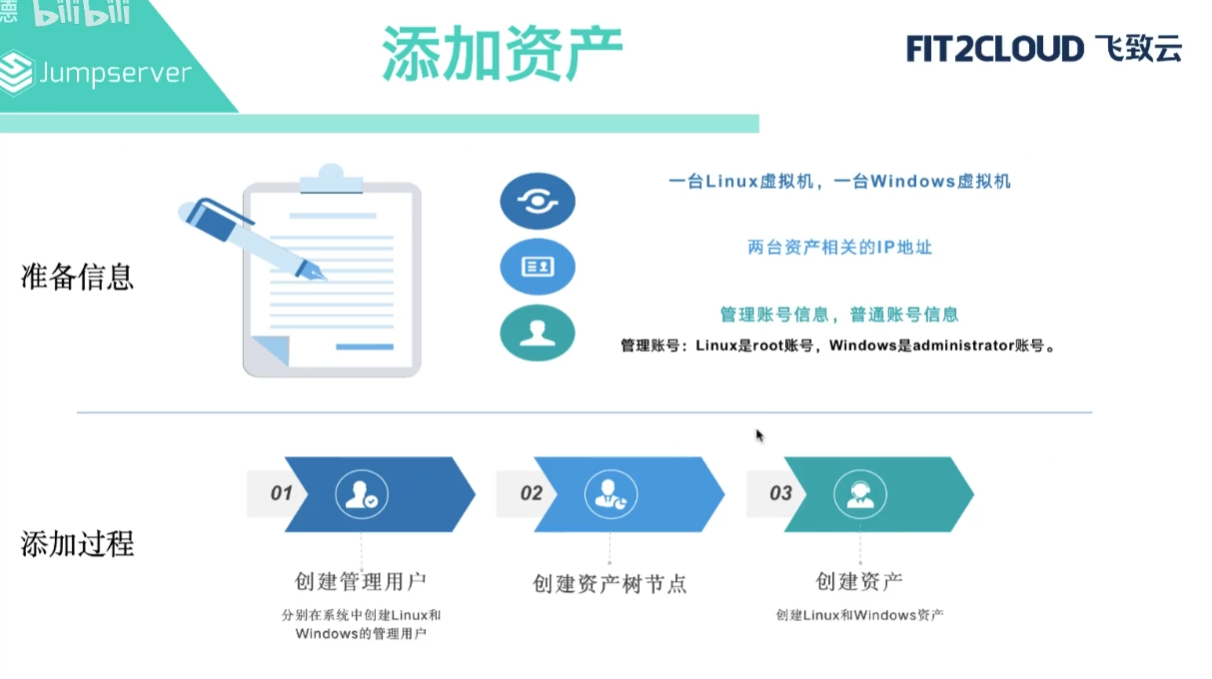 bilibili
Jumpserver
添加资产
FIT2CLOUD 飞致云
准备信息
一台Linux虚拟机，一台Windows虚拟机
两台资产相关的IP地址
管理账号信息，普通账号信息
管理账号：Linux是root账号，Windows是administrator账号。
添加过程
01
02
03
创建管理用户
分别在系统中创建Linux和
Windows的管理用户
创建资产树节点
创建资产
创建Linux和Windows资产